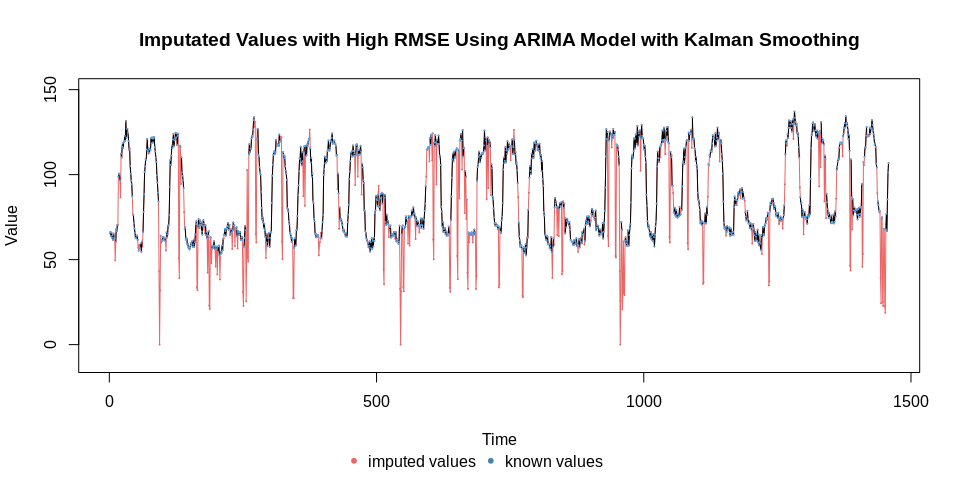 Imputated Values with High RMSE Using ARIMA Model with Kalman Smoothing
150
100
50
0
Value
0 500 1000 1500
Time
imputed values known values